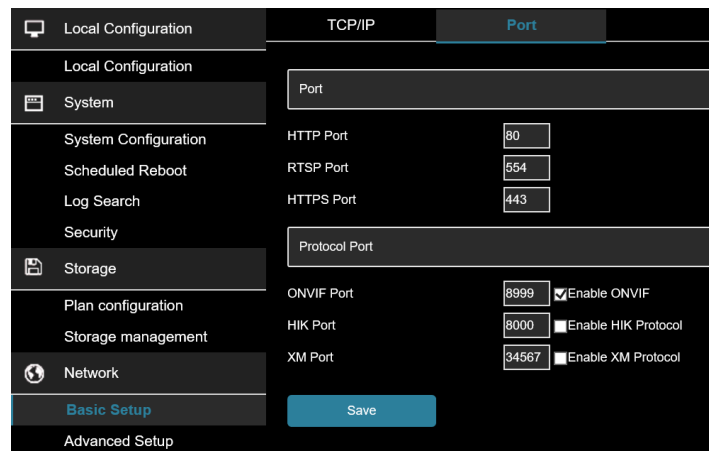 Local Configuration
Local Configuration
System
System Configuration
Scheduled Reboot
Log Search
Security
Storage
Plan configuration
Storage management
Network
Basic Setup
Advanced Setup
TCP/IP Port
Port
HTTP Port 80
RTSP Port 554
HTTPS Port 443
Protocol Port
ONVIF Port 8999 Enable ONVIF
HIK Port 8000 Enable HIK Protocol
XM Port 34567 Enable XM Protocol
Save